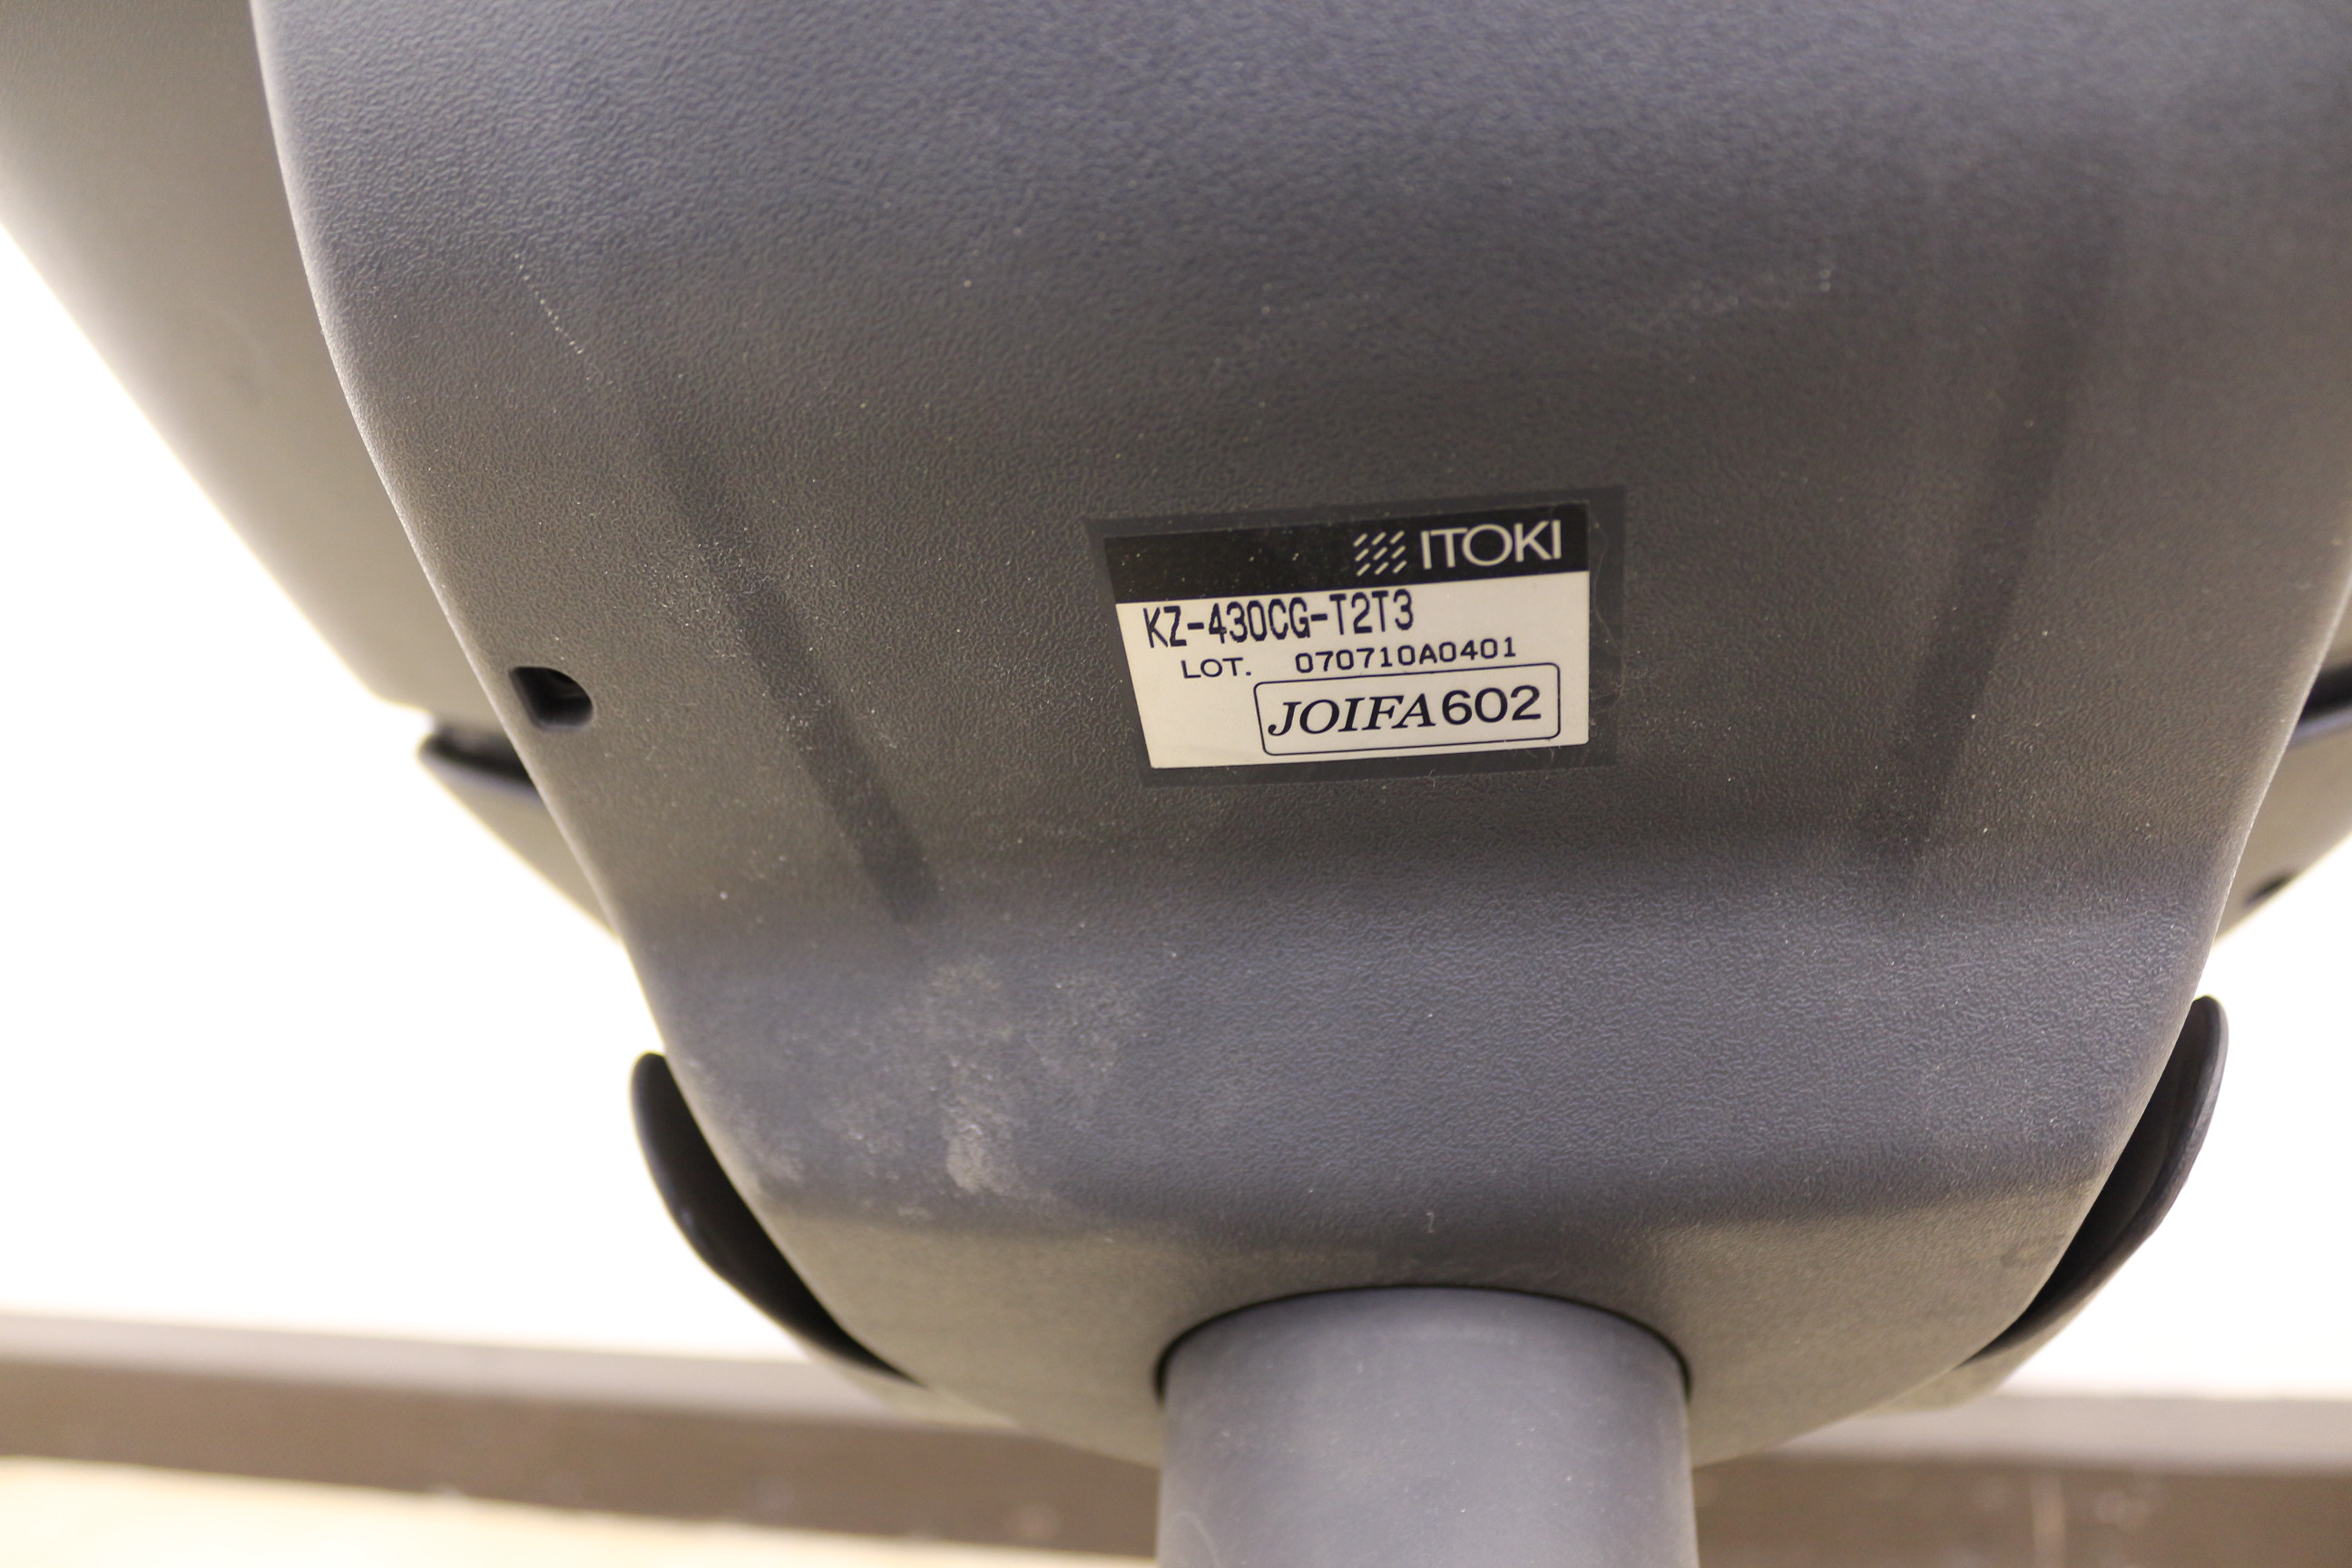 ITOKI
KZ-430CG-T2T3
LOT. 070710A0401
JOIFA602